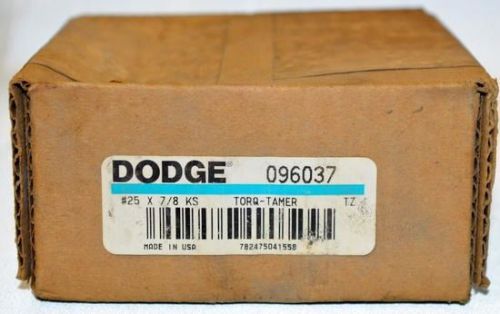 DODGE® 096037
#25 X 7/8 KS TORQ-TAMER TZ
MADE IN USA 782475041558